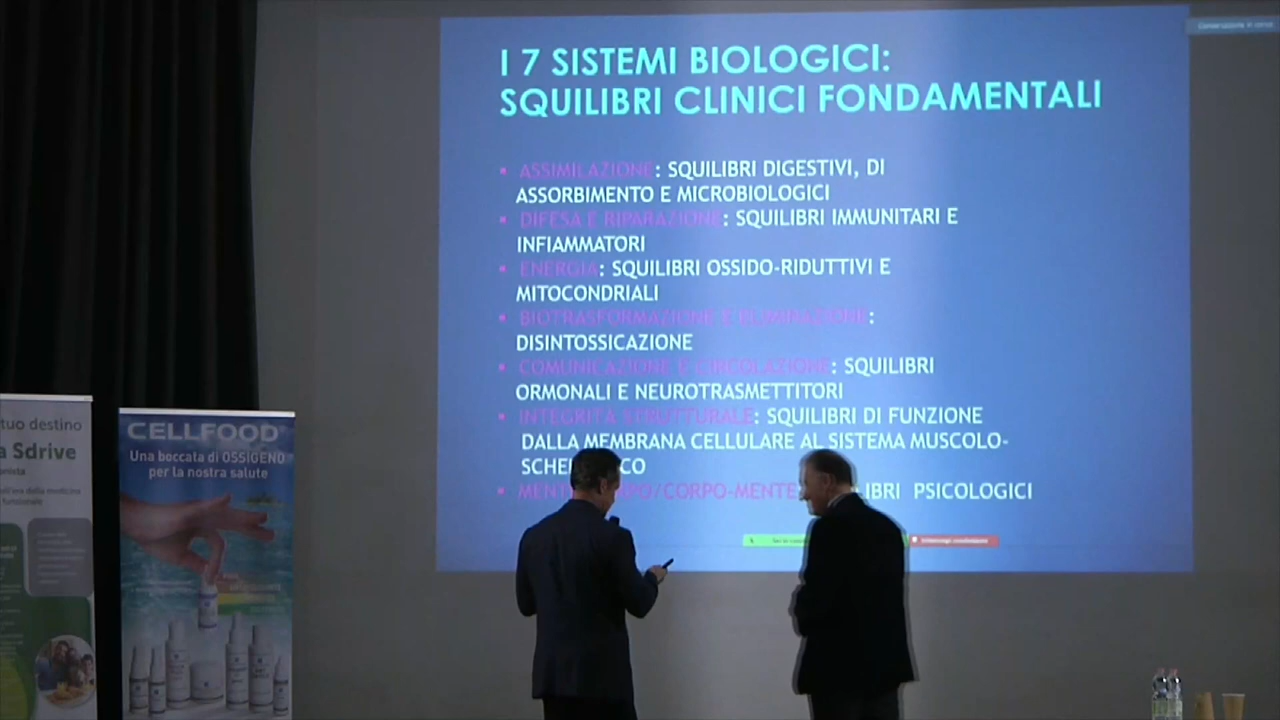 I 7 SISTEMI BIOLOGICI:
SQUILIBRI CLINICI FONDAMENTALI
▪ ASSIMILAZIONE: SQUILIBRI DIGESTIVI, DI
ASSORBIMENTO E MICROBIOLOGICI
▪ DIFESA E RIPARAZIONE: SQUILIBRI IMMUNITARI E
INFIAMMATORI
▪ ENERGIA: SQUILIBRI OSSIDO-RIDUTTIVI E
MITOCONDRIALI
▪ BIOTRASFORMAZIONE E ELIMINAZIONE:
DISINTOSSICAZIONE
▪ COMUNICAZIONE E CIRCOLAZIONE: SQUILIBRI
ORMONALI E NEUROTRASMETTITORI
▪ INTEGRITÀ STRUTTURALE: SQUILIBRI DI FUNZIONE
DALLA MEMBRANA CELLULARE AL SISTEMA MUSCOLO-
▪ /CORPO-MENTE PSICOLOGICI
tuo destino
Sdrive
CELLFOOD
Una boccata di OSSIGENO
per la nostra salute